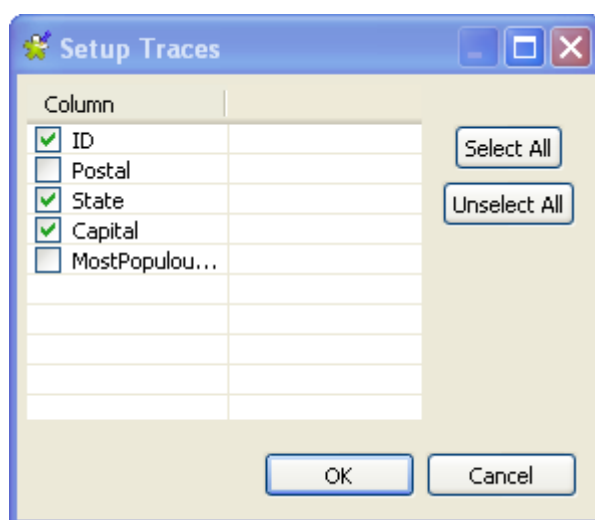 Setup Traces
Column
ID
Select All
Postal
State
Unselect All
Capital
MostPopulou...
OK
Cancel